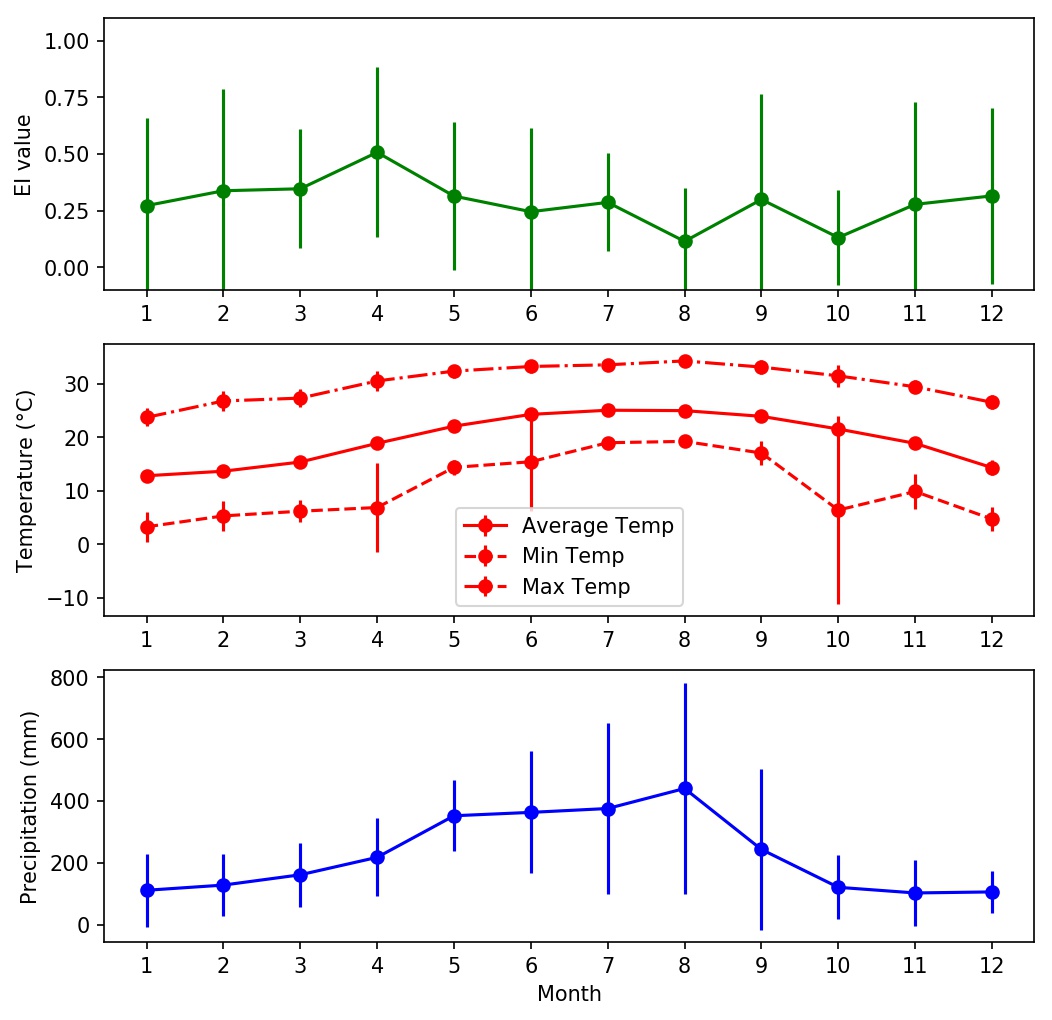 1.00
0.75
0.50
0.25
0.00
EI value
1 2 3 4 5 6 7 8 9 10 11 12
30
20
10
0
−10
Temperature (°C)
Average Temp
Min Temp
Max Temp
1 2 3 4 5 6 7 8 9 10 11 12
800
600
400
200
0
Precipitation (mm)
1 2 3 4 5 6 7 8 9 10 11 12
Month